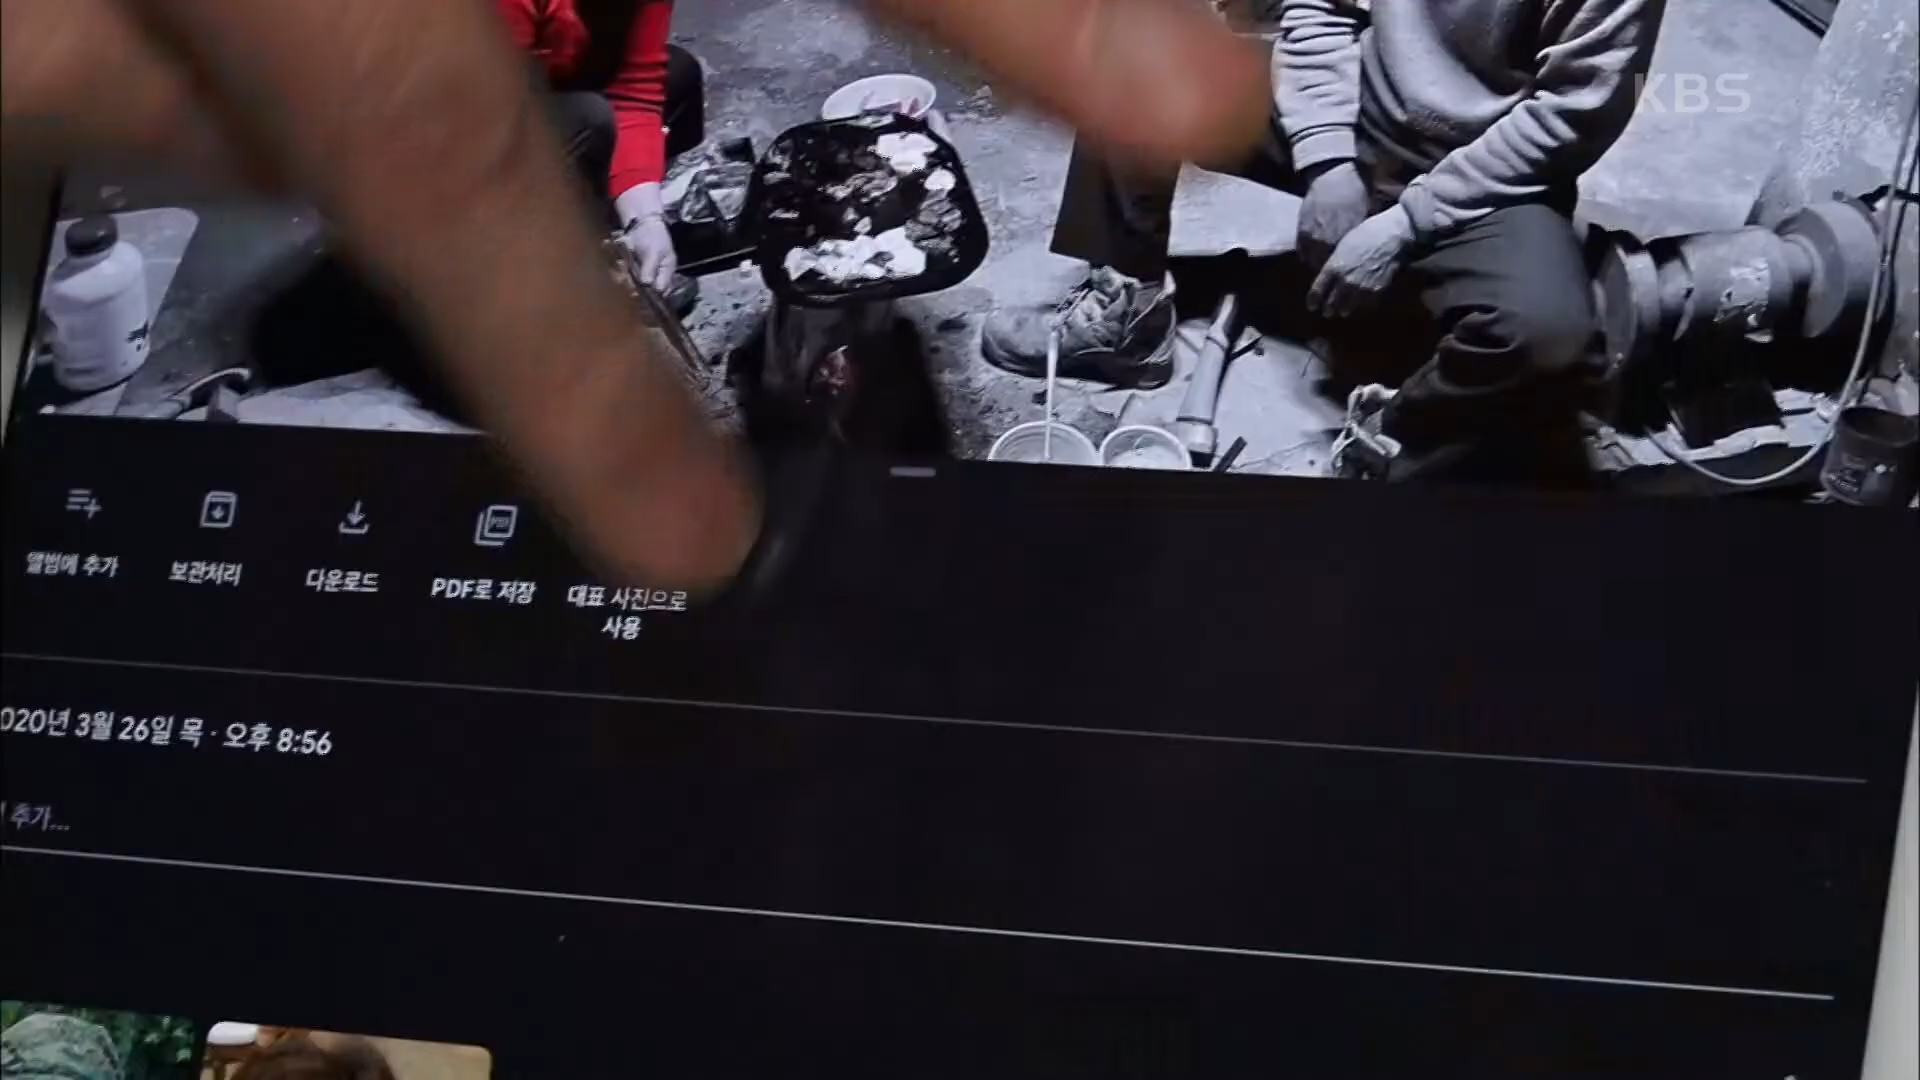 KBS
앨범에 추가
보관처리
다운로드
PDF로 저장
대표 사진으로
사용
020년 3월 26일 목 · 오후 8:56
추가...